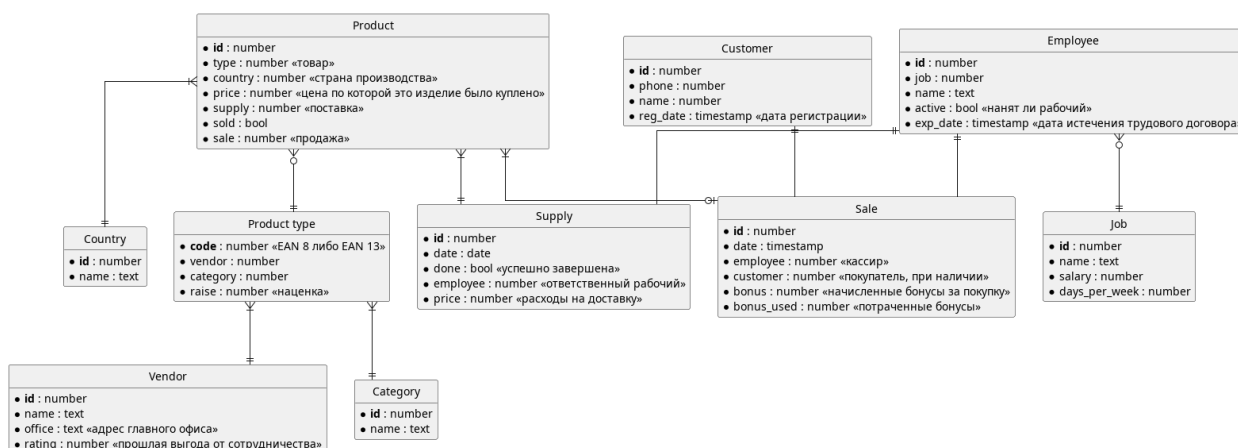 Product
id : number
type : number «товар»
country : number «страна производства»
price : number «цена по которой это изделие было куплено»
supply : number «поставка»
sold : bool
sale : number «продажа»
Customer
id : number
phone : number
name : number
reg_date : timestamp «дата регистрации»
Employee
id : number
job : number
name : text
active : bool «нанят ли рабочий»
exp_date : timestamp «дата истечения трудового договора»
Country
id : number
name : text
Product type
code : number «EAN 8 либо EAN 13»
vendor : number
category : number
raise : number «наценка»
Supply
id : number
date : date
done : bool «успешно завершена»
employee : number «ответственный рабочий»
price : number «расходы на доставку»
Sale
id : number
date : timestamp
employee : number «кассир»
customer : number «покупатель, при наличии»
bonus : number «начисленные бонусы за покупку»
bonus_used : number «потраченные бонусы»
Job
id : number
name : text
salary : number
days_per_week : number
Vendor
id : number
name : text
office : text «адрес главного офиса»
rating : number «прошлая выгода от сотрудничества»
Category
id : number
name : text